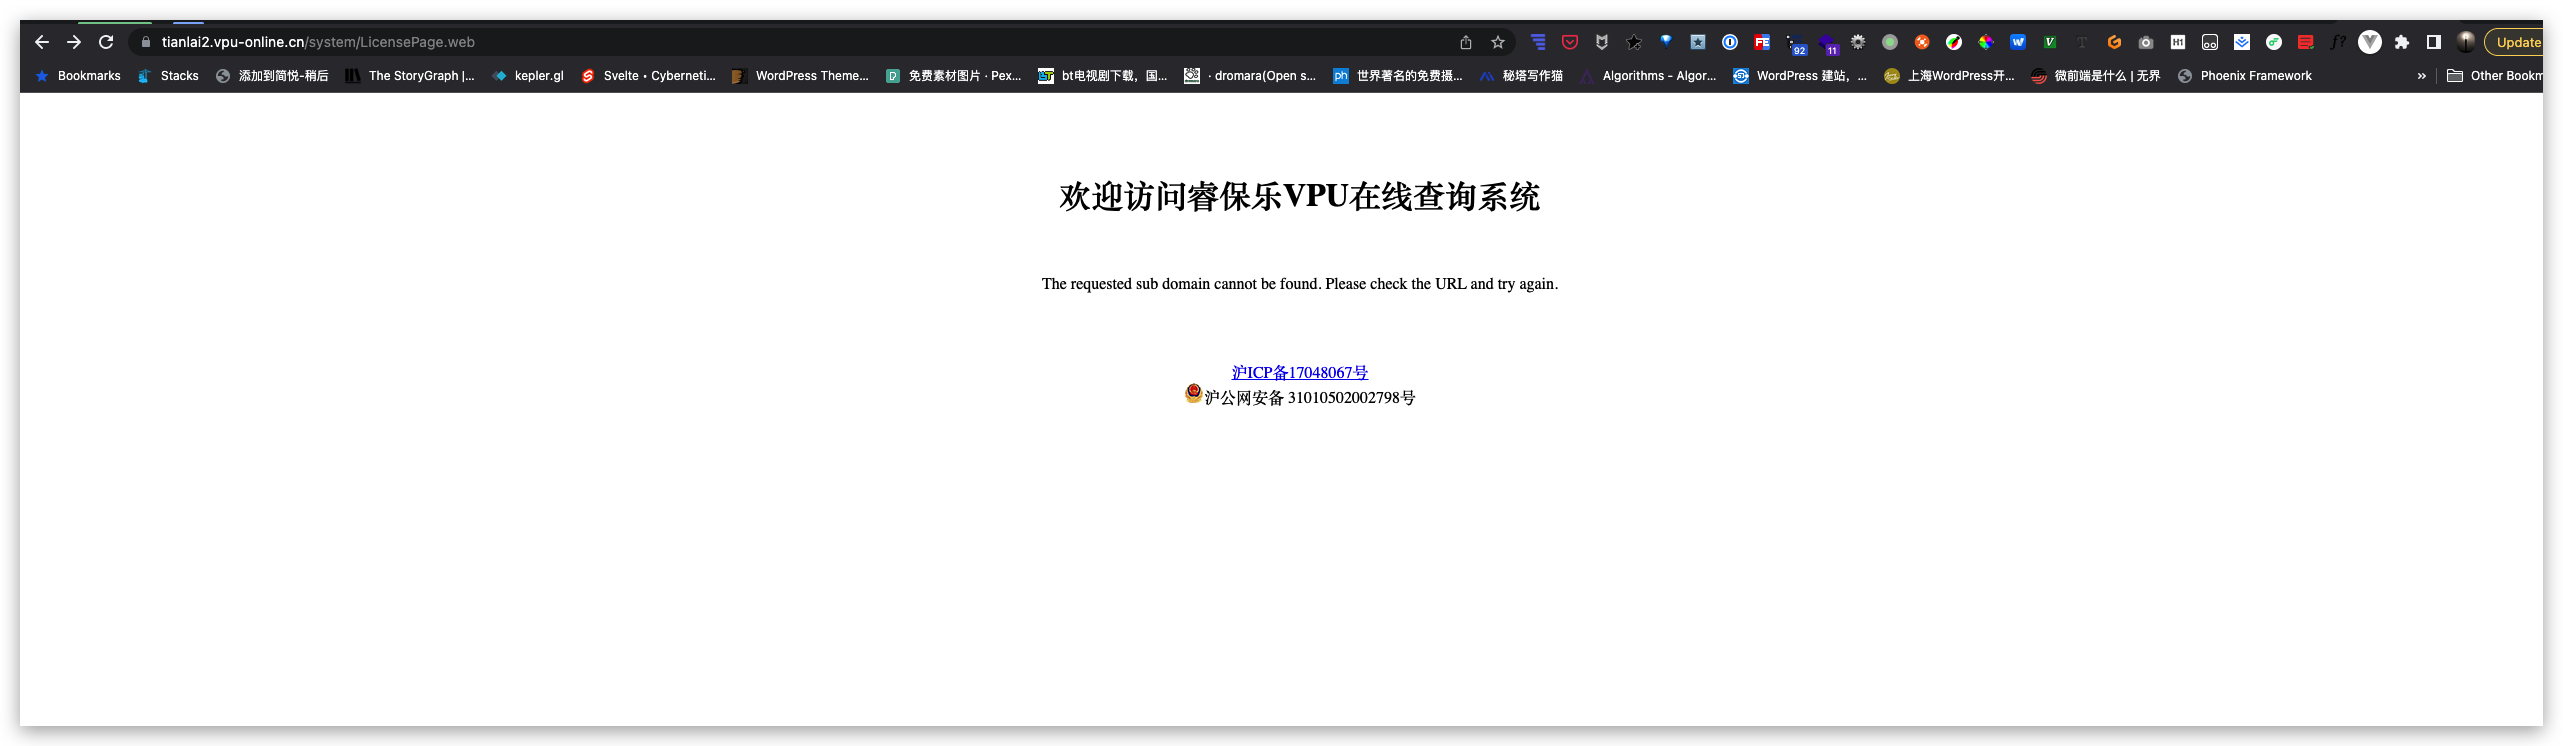 tianlai2.vpu-online.cn/system/LicensePage.web
FE
92
11
H1
f?
Update
Bookmarks
Stacks
添加到简悦-稍后
The StoryGraph |...
kepler.gl
Svelte • Cyberneti...
WordPress Theme...
免费素材图片 · Pex...
bt电视剧下载，国...
· dromara(Open s...
ph
世界著名的免费摄...
秘塔写作猫
Algorithms - Algor...
WordPress 建站，...
上海WordPress开...
微前端是什么 | 无界
Phoenix Framework
»
Other Bookm
欢迎访问睿保乐VPU在线查询系统
The requested sub domain cannot be found. Please check the URL and try again.
沪ICP备17048067号
沪公网安备 31010502002798号